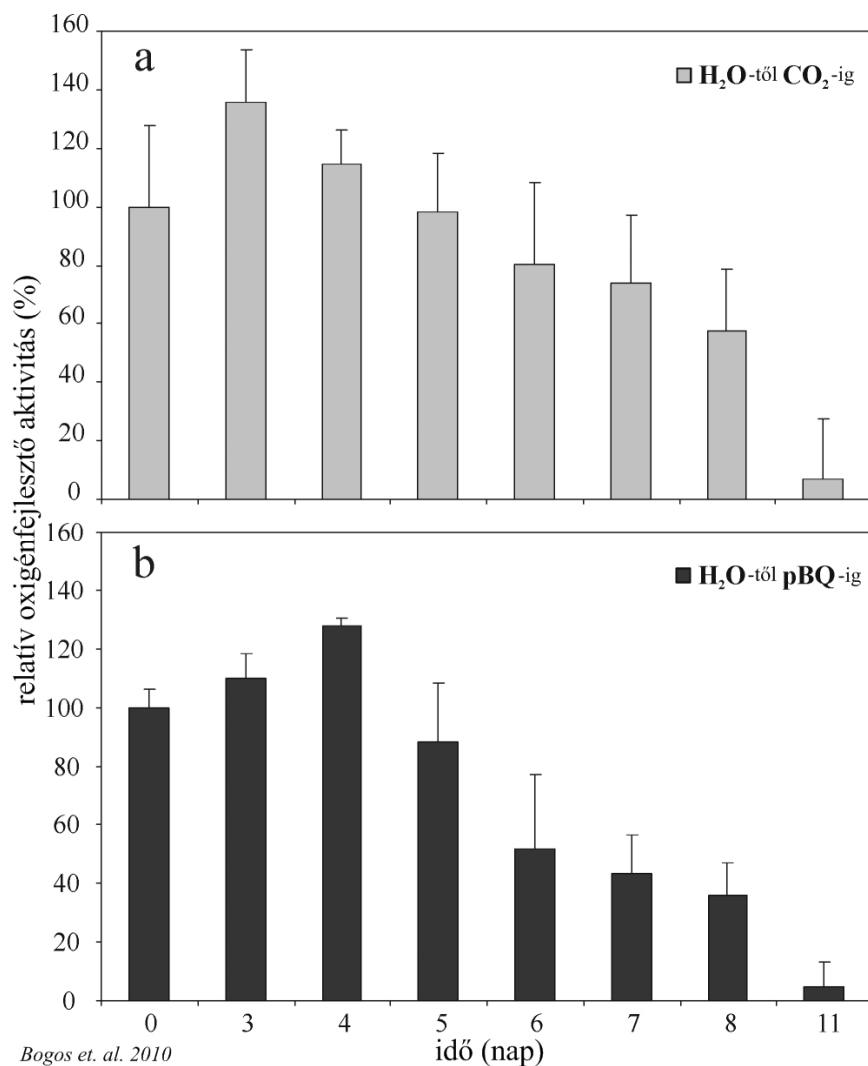 relatív oxigénfejlesztő aktivitás (%)
a
H₂O-től CO₂-ig
160
140
120
100
80
60
40
20
0
b
H₂O-től pBQ-ig
160
140
120
100
80
60
40
20
0
0 3 4 5 6 7 8 11
idő (nap)
Bogos et. al. 2010